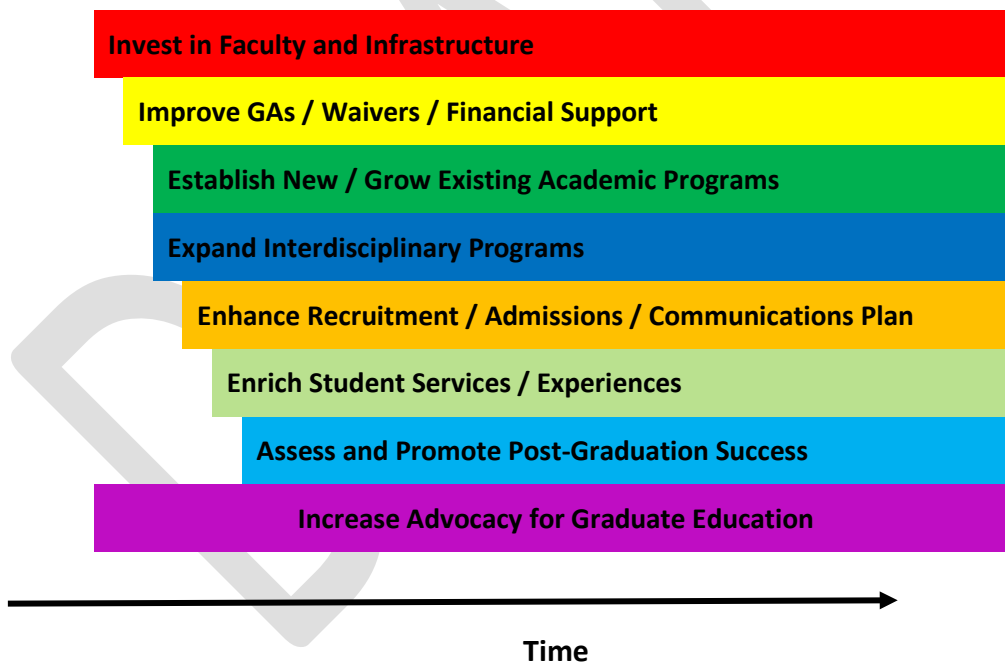 Invest in Faculty and Infrastructure
Improve GAs / Waivers / Financial Support
Establish New / Grow Existing Academic Programs
Expand Interdisciplinary Programs
Enhance Recruitment / Admissions / Communications Plan
Enrich Student Services / Experiences
Assess and Promote Post-Graduation Success
Increase Advocacy for Graduate Education
Time